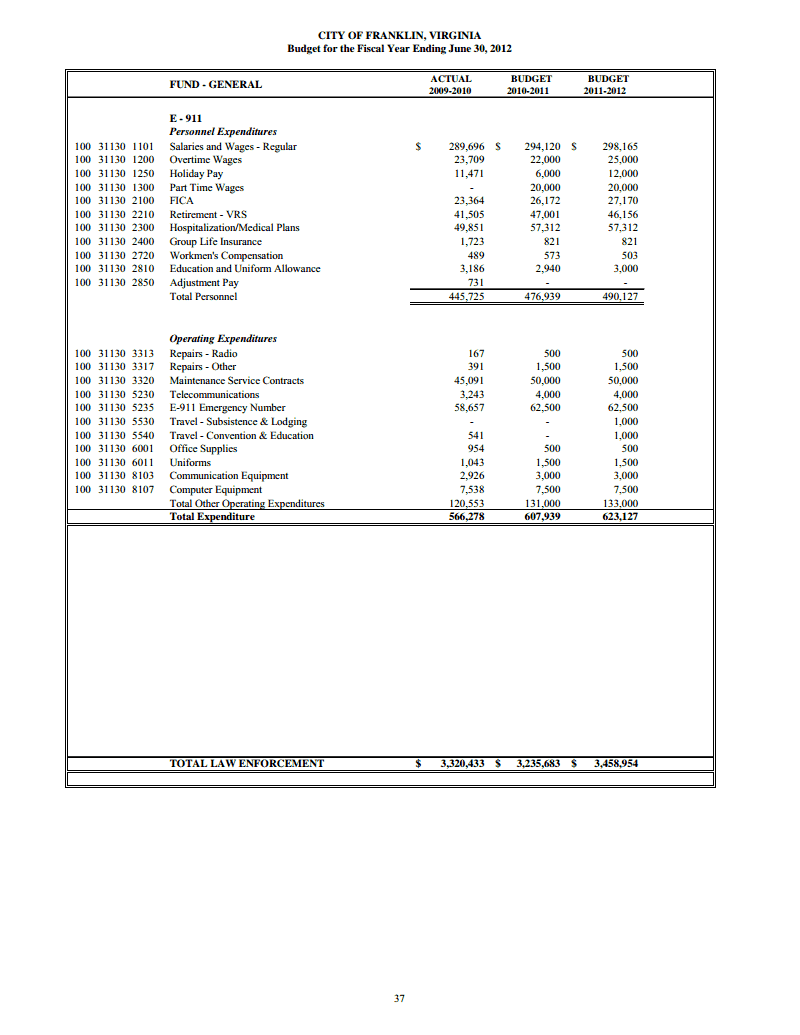 CITY OF FRANKLIN, VIRGINIA
Budget for the Fiscal Year Ending June 30, 2012
FUND - GENERAL ACTUAL 2009-2010 BUDGET 2010-2011 BUDGET 2011-2012
E - 911
Personnel Expenditures
100 31130 1101 Salaries and Wages - Regular $ 289,696 $ 294,120 $ 298,165
100 31130 1200 Overtime Wages 23,709 22,000 25,000
100 31130 1250 Holiday Pay 11,471 6,000 12,000
100 31130 1300 Part Time Wages - 20,000 20,000
100 31130 2100 FICA 23,364 26,172 27,170
100 31130 2210 Retirement - VRS 41,505 47,001 46,156
100 31130 2300 Hospitalization/Medical Plans 49,851 57,312 57,312
100 31130 2400 Group Life Insurance 1,723 821 821
100 31130 2720 Workmen's Compensation 489 573 503
100 31130 2810 Education and Uniform Allowance 3,186 2,940 3,000
100 31130 2850 Adjustment Pay 731 - -
Total Personnel 445,725 476,939 490,127
Operating Expenditures
100 31130 3313 Repairs - Radio 167 500 500
100 31130 3317 Repairs - Other 391 1,500 1,500
100 31130 3320 Maintenance Service Contracts 45,091 50,000 50,000
100 31130 5230 Telecommunications 3,243 4,000 4,000
100 31130 5235 E-911 Emergency Number 58,657 62,500 62,500
100 31130 5530 Travel - Subsistence & Lodging - - 1,000
100 31130 5540 Travel - Convention & Education 541 - 1,000
100 31130 6001 Office Supplies 954 500 500
100 31130 6011 Uniforms 1,043 1,500 1,500
100 31130 8103 Communication Equipment 2,926 3,000 3,000
100 31130 8107 Computer Equipment 7,538 7,500 7,500
Total Other Operating Expenditures 120,553 131,000 133,000
Total Expenditure 566,278 607,939 623,127
TOTAL LAW ENFORCEMENT $ 3,320,433 $ 3,235,683 $ 3,458,954
37